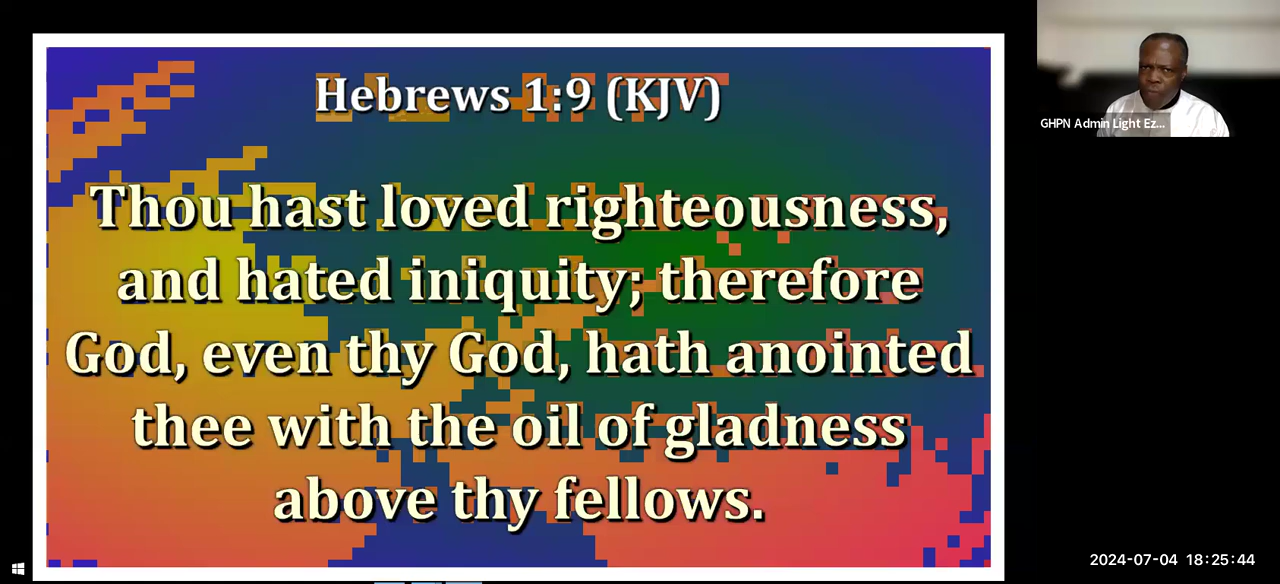 Hebrews 1:9 (KJV)
Thou hast loved righteousness,
and hated iniquity; therefore
God, even thy God, hath anointed
thee with the oil of gladness
above thy fellows.
GHPN Admin Light Ez...
2024-07-04 18:25:44